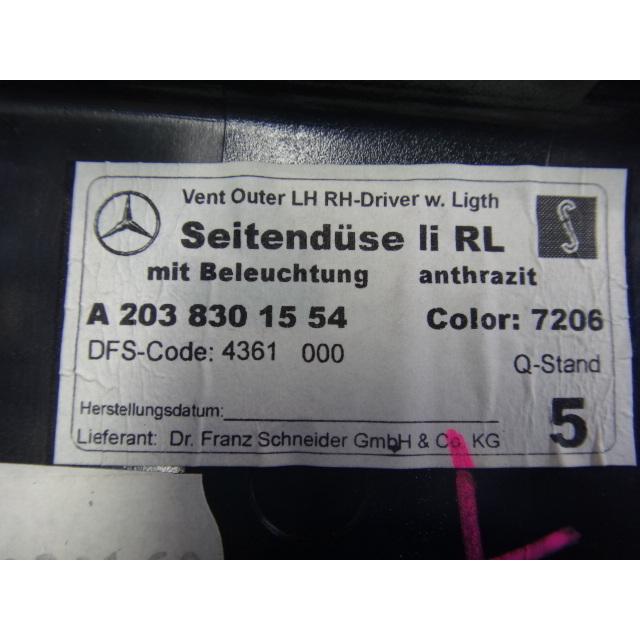 Vent Outer LH RH-Driver w. Ligth
Seitendüse li RL
mit Beleuchtung anthrazit
A 203 830 15 54 Color: 7206
DFS-Code: 4361 000
Q-Stand
Herstellungsdatum:
5
Lieferant: Dr. Franz Schneider GmbH & Co. KG